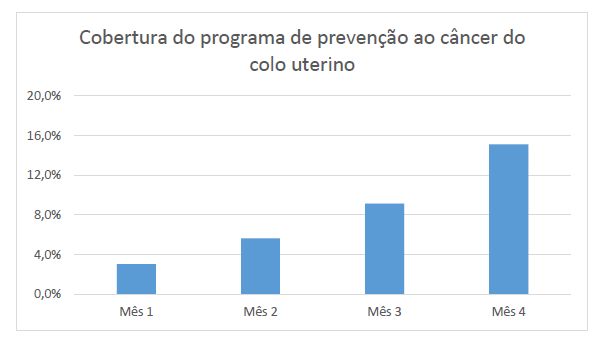 Cobertura do programa de prevenção ao câncer do
colo uterino
20,0%
16,0%
12,0%
8,0%
4,0%
0,0%
Mês 1 Mês 2 Mês 3 Mês 4